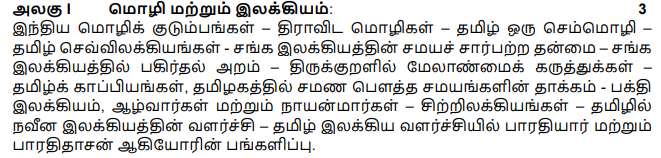 அலகு I மொழி மற்றும் இலக்கியம்: 3
இந்திய மொழிக் குடும்பங்கள் – திராவிட மொழிகள் – தமிழ் ஒரு செம்மொழி –
தமிழ் செவ்விலக்கியங்கள் - சங்க இலக்கியத்தின் சமயச் சார்பற்ற தன்மை – சங்க
இலக்கியத்தில் பகிர்தல் அறம் – திருக்குறளில் மேலாண்மைக் கருத்துக்கள் –
தமிழ்க் காப்பியங்கள், தமிழகத்தில் சமண பௌத்த சமயங்களின் தாக்கம் - பக்தி
இலக்கியம், ஆழ்வார்கள் மற்றும் நாயன்மார்கள் – சிற்றிலக்கியங்கள் – தமிழில்
நவீன இலக்கியத்தின் வளர்ச்சி – தமிழ் இலக்கிய வளர்ச்சியில் பாரதியார் மற்றும்
பாரதிதாசன் ஆகியோரின் பங்களிப்பு.